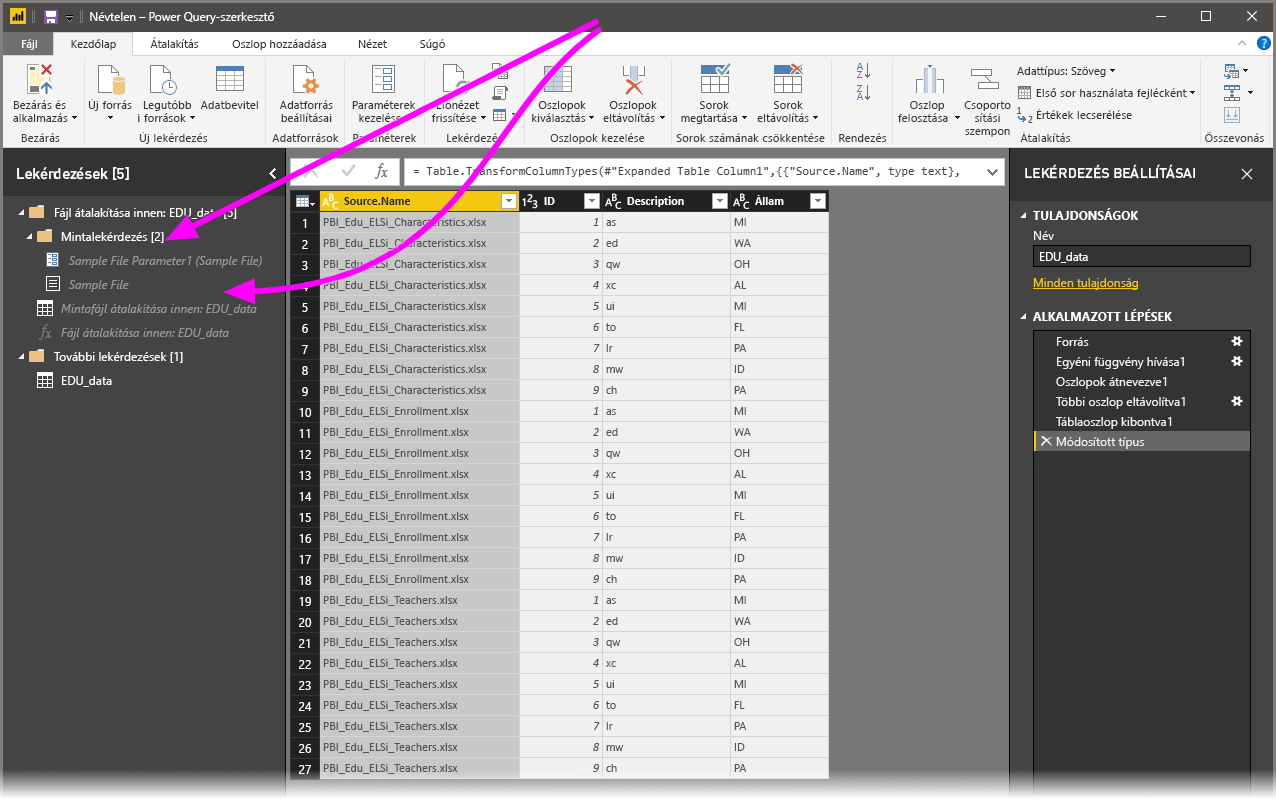 Névtelen – Power Query-szerkesztő
Fájl Kezdőlap Átalakítás Oszlop hozzáadása Nézet Súgó
Bezárás és alkalmazás
Új forrás
Legutóbbi források
Adatbevitel
Adatforrás beállításai
Paraméterek kezelése
Előnézet frissítése
Oszlopok kiválasztás
Oszlopok eltávolítás
Sorok megtartása
Sorok eltávolítás
Oszlop felosztása
Csoportosítási szempon
Adattípus: Szöveg
Első sor használata fejlécként
Értékek lecserélése
Bezárás Új lekérdezés Adatforrások Paraméterek Lekérdezés Oszlopok kezelése Sorok számának csökkentése Rendezés Átalakítás Összevonás
Lekérdezések [5]
Fájl átalakítása innen: EDU_data [5]
Mintalekérdezés [2]
Sample File Parameter1 (Sample File)
Sample File
Mintafájl átalakítása innen: EDU_data
Fájl átalakítása innen: EDU_data
További lekérdezések [1]
EDU_data
fx = Table.TransformColumnTypes(#"Expanded Table Column1",{{"Source.Name", type text},
Source.Name ID Description Állam
1 PBI_Edu_ELSi_Characteristics.xlsx 1 as MI
2 PBI_Edu_ELSi_Characteristics.xlsx 2 ed WA
3 PBI_Edu_ELSi_Characteristics.xlsx 3 qw OH
4 PBI_Edu_ELSi_Characteristics.xlsx 4 xc AL
5 PBI_Edu_ELSi_Characteristics.xlsx 5 ui MI
6 PBI_Edu_ELSi_Characteristics.xlsx 6 to FL
7 PBI_Edu_ELSi_Characteristics.xlsx 7 lr PA
8 PBI_Edu_ELSi_Characteristics.xlsx 8 mw ID
9 PBI_Edu_ELSi_Characteristics.xlsx 9 ch PA
10 PBI_Edu_ELSi_Enrollment.xlsx 1 as MI
11 PBI_Edu_ELSi_Enrollment.xlsx 2 ed WA
12 PBI_Edu_ELSi_Enrollment.xlsx 3 qw OH
13 PBI_Edu_ELSi_Enrollment.xlsx 4 xc AL
14 PBI_Edu_ELSi_Enrollment.xlsx 5 ui MI
15 PBI_Edu_ELSi_Enrollment.xlsx 6 to FL
16 PBI_Edu_ELSi_Enrollment.xlsx 7 lr PA
17 PBI_Edu_ELSi_Enrollment.xlsx 8 mw ID
18 PBI_Edu_ELSi_Enrollment.xlsx 9 ch PA
19 PBI_Edu_ELSi_Teachers.xlsx 1 as MI
20 PBI_Edu_ELSi_Teachers.xlsx 2 ed WA
21 PBI_Edu_ELSi_Teachers.xlsx 3 qw OH
22 PBI_Edu_ELSi_Teachers.xlsx 4 xc AL
23 PBI_Edu_ELSi_Teachers.xlsx 5 ui MI
24 PBI_Edu_ELSi_Teachers.xlsx 6 to FL
25 PBI_Edu_ELSi_Teachers.xlsx 7 lr PA
26 PBI_Edu_ELSi_Teachers.xlsx 8 mw ID
27 PBI_Edu_ELSi_Teachers.xlsx 9 ch PA
LEKÉRDEZÉS BEÁLLÍTÁSAI
TULAJDONSÁGOK
Név
EDU_data
Minden tulajdonság
ALKALMAZOTT LÉPÉSEK
Forrás
Egyéni függvény hívása1
Oszlopok átnevezve1
Többi oszlop eltávolítva1
Táblaoszlop kibontva1
Módosított típus